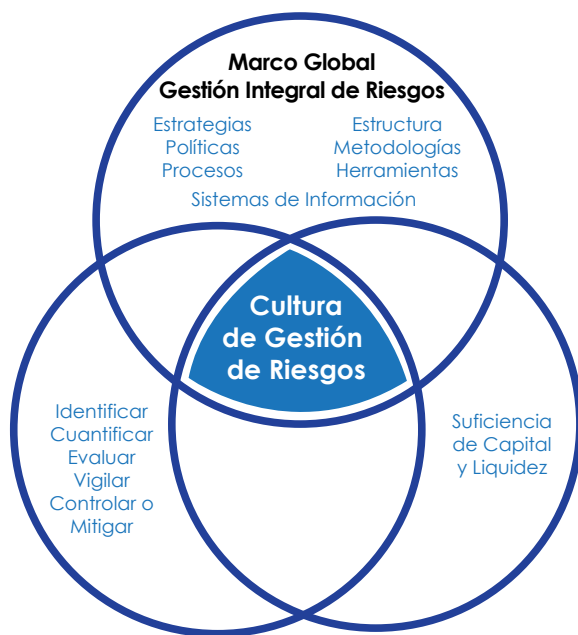 Marco Global
Gestión Integral de Riesgos
Estrategias
Políticas
Procesos
Estructura
Metodologías
Herramientas
Sistemas de Información
Cultura
de Gestión
de Riesgos
Identificar
Cuantificar
Evaluar
Vigilar
Controlar o
Mitigar
Suficiencia
de Capital
y Liquidez